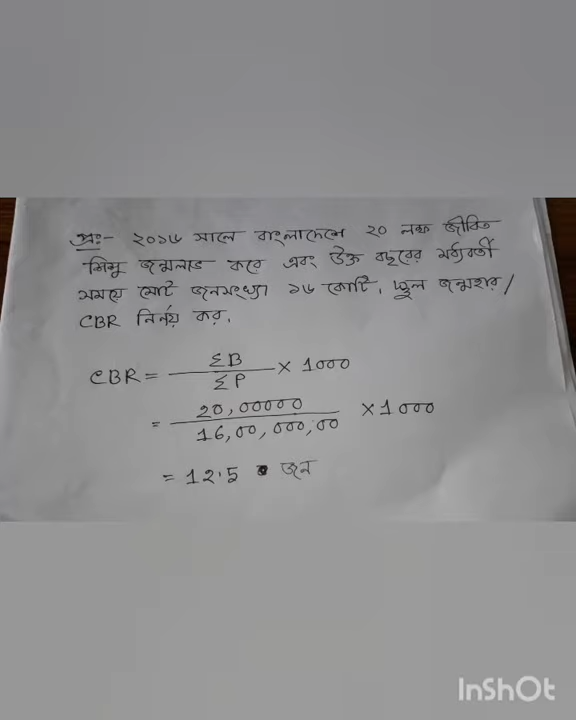 প্রঃ- ২০১৬ সালে বাংলাদেশে ২০ লক্ষ জীবিত
শিশু জন্মলাভ করে এবং উক্ত বছরের মধ্যবর্তী
সময়ে মোট জনসংখ্যা ১৬ কোটি। স্থুল জন্মহার/
CBR নির্ণয় কর।
CBR = ΣB / ΣP × 1000
= 20,00000 / 16,00,000,00 × 1000
= 12.5 জন
InShOt